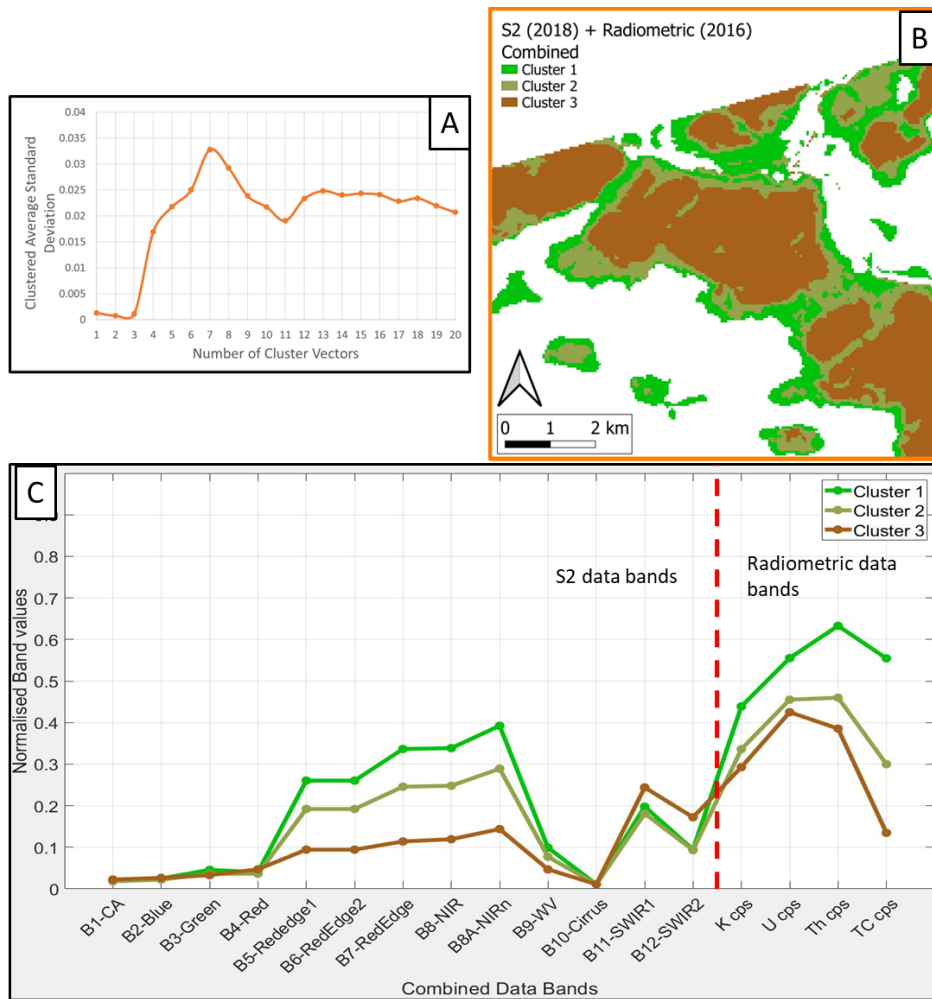 A
0.04
0.035
0.03
0.025
0.02
0.015
0.01
0.005
0
Clustered Average Standard
Deviation
1 2 3 4 5 6 7 8 9 10 11 12 13 14 15 16 17 18 19 20
Number of Cluster Vectors
B
S2 (2018) + Radiometric (2016)
Combined
Cluster 1
Cluster 2
Cluster 3
0 1 2 km
C
0.8
0.7
0.6
0.5
0.4
0.3
0.2
0.1
0
Normalised Band values
Cluster 1
Cluster 2
Cluster 3
S2 data bands
Radiometric data
bands
B1-CA
B2-Blue
B3-Green
B4-Red
B5-Rededge1
B6-RedEdge2
B7-RedEdge
B8-NIR
B8A-NIRn
B9-WV
B10-Cirrus
B11-SWIR1
B12-SWIR2
K cps
U cps
Th cps
TC cps
Combined Data Bands